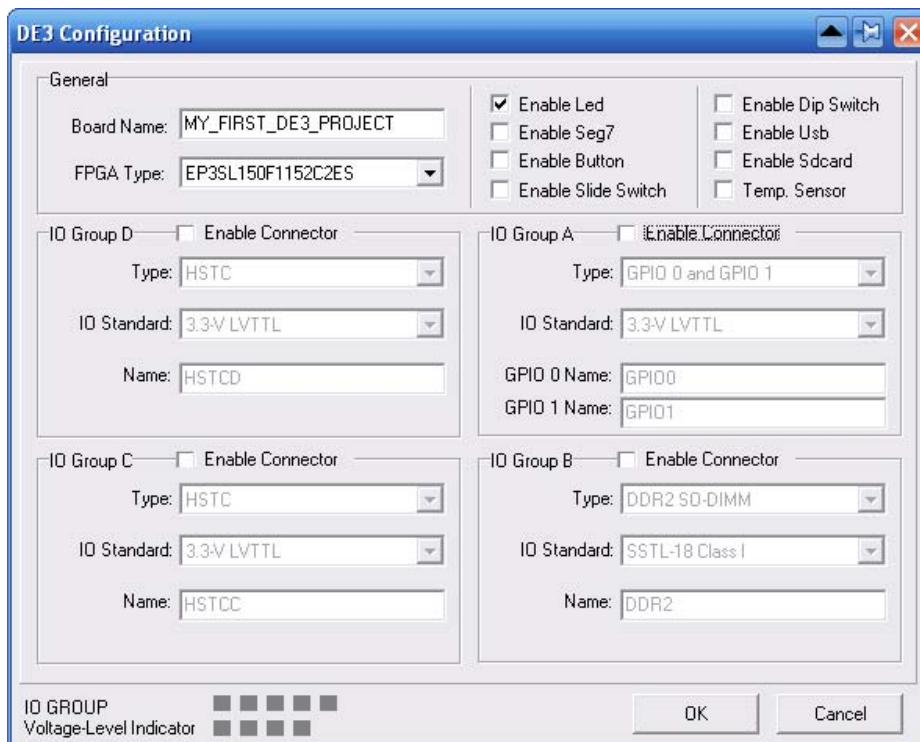 DE3 Configuration
General
Board Name: MY_FIRST_DE3_PROJECT
FPGA Type: EP3SL150F1152C2ES
Enable Led
Enable Seg7
Enable Button
Enable Slide Switch
Enable Dip Switch
Enable Usb
Enable Sdcard
Temp. Sensor
IO Group D Enable Connector
Type: HSTC
IO Standard: 3.3-V LVTTL
Name: HSTCD
IO Group A Enable Connector
Type: GPIO 0 and GPIO 1
IO Standard: 3.3-V LVTTL
GPIO 0 Name: GPIO0
GPIO 1 Name: GPIO1
IO Group C Enable Connector
Type: HSTC
IO Standard: 3.3-V LVTTL
Name: HSTCC
IO Group B Enable Connector
Type: DDR2 SO-DIMM
IO Standard: SSTL-18 Class I
Name: DDR2
IO GROUP
Voltage-Level Indicator
OK
Cancel